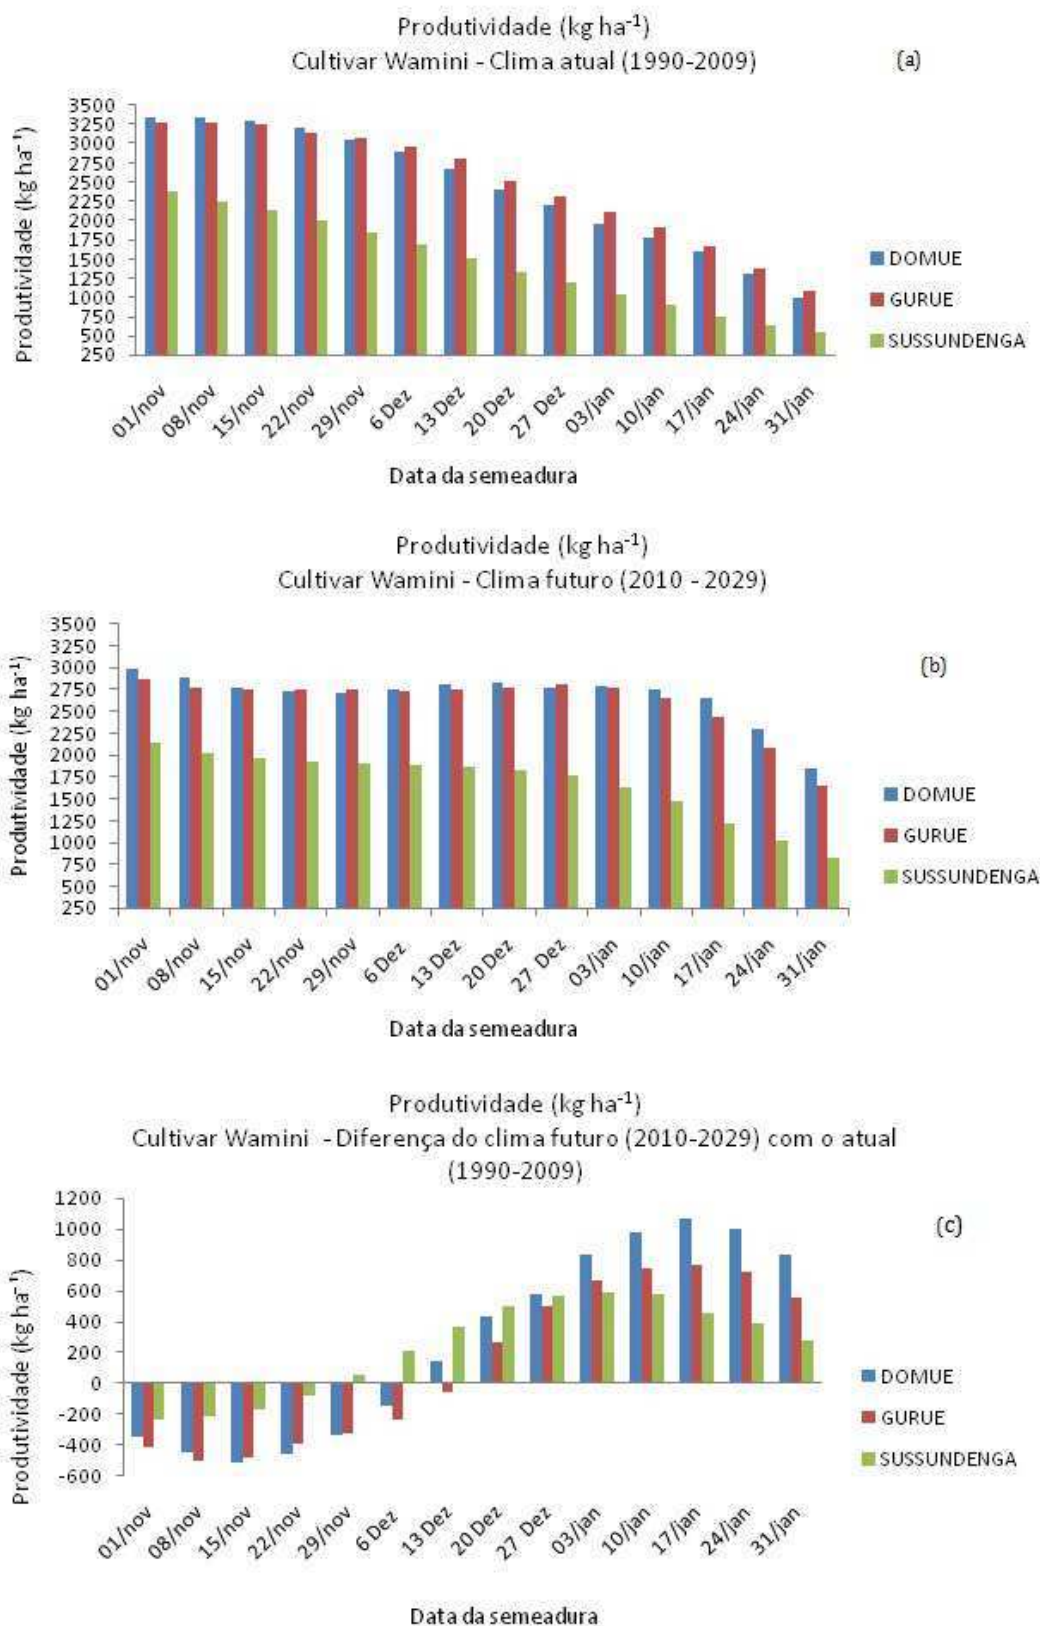 Produtividade (kg ha⁻¹)
Cultivar Wamini - Clima atual (1990-2009)
(a)
Produtividade (kg ha⁻¹)
3500
3250
3000
2750
2500
2250
2000
1750
1500
1250
1000
750
500
250
DOMUE
GURUE
SUSSUNDENGA
01/nov
08/nov
15/nov
22/nov
29/nov
6 Dez
13 Dez
20 Dez
27 Dez
03/jan
10/jan
17/jan
24/jan
31/jan
Data da semeadura
Produtividade (kg ha⁻¹)
Cultivar Wamini - Clima futuro (2010 - 2029)
(b)
Produtividade (kg ha⁻¹)
3500
3250
3000
2750
2500
2250
2000
1750
1500
1250
1000
750
500
250
DOMUE
GURUE
SUSSUNDENGA
01/nov
08/nov
15/nov
22/nov
29/nov
6 Dez
13 Dez
20 Dez
27 Dez
03/jan
10/jan
17/jan
24/jan
31/jan
Data da semeadura
Produtividade (kg ha⁻¹)
Cultivar Wamini - Diferença do clima futuro (2010-2029) com o atual
(1990-2009)
(c)
Produtividade (kg ha⁻¹)
1200
1000
800
600
400
200
0
-200
-400
-600
DOMUE
GURUE
SUSSUNDENGA
01/nov
08/nov
15/nov
22/nov
29/nov
6 Dez
13 Dez
20 Dez
27 Dez
03/jan
10/jan
17/jan
24/jan
31/jan
Data da semeadura